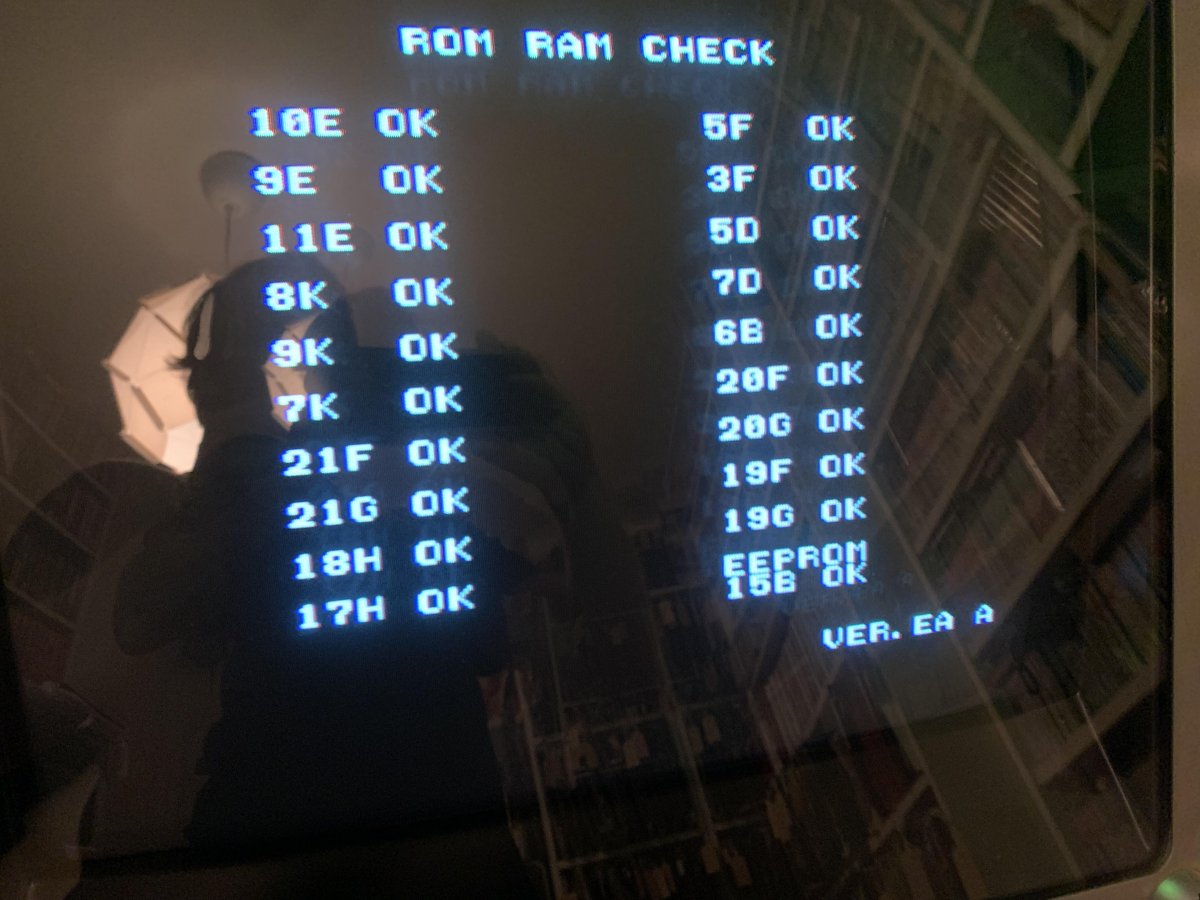 ROM RAM CHECK
10E OK
9E OK
11E OK
8K OK
9K OK
7K OK
21F OK
21G OK
18H OK
17H OK
5F OK
3F OK
5D OK
7D OK
6B OK
20F OK
20G OK
19F OK
19G OK
EEPROM
15B OK
VER. EA A